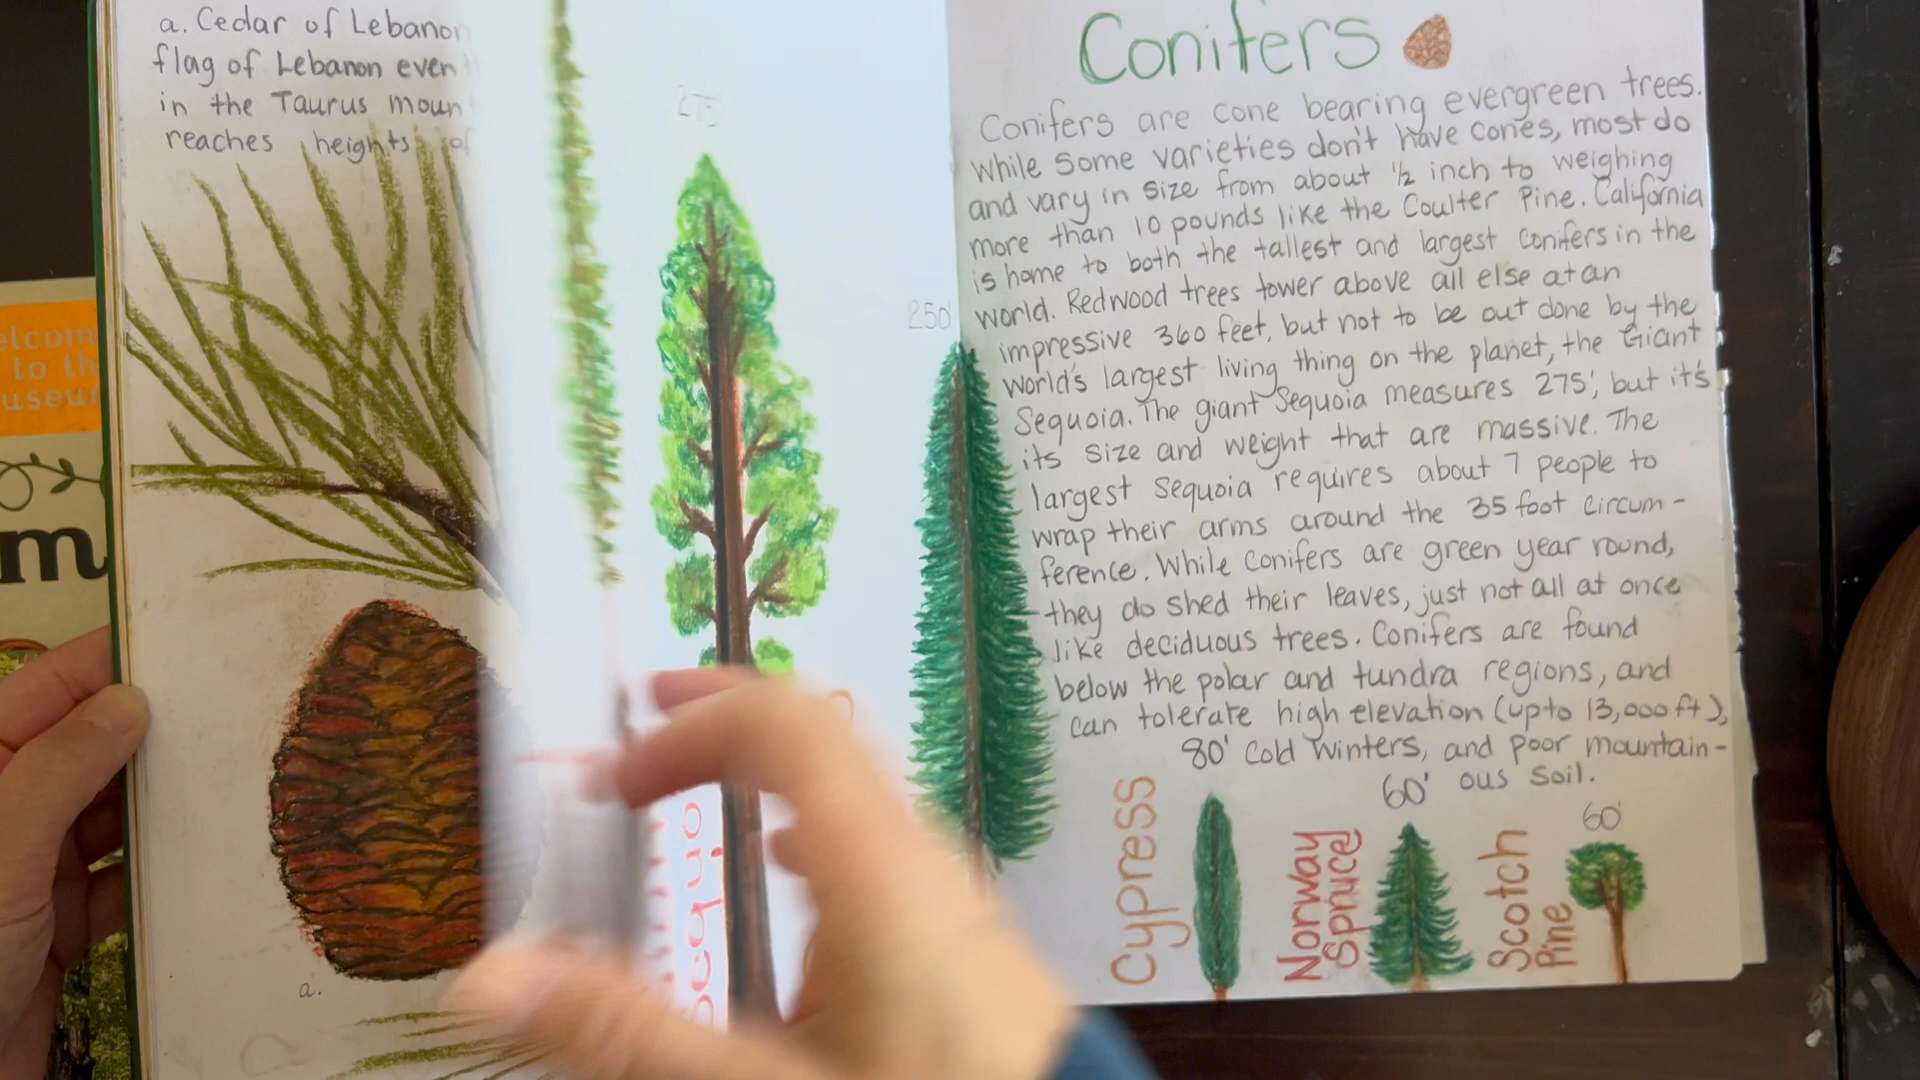 a. Cedar of Lebanon
flag of Lebanon even
in the Taurus moun
reaches heights of
elcom
to th
useu
m
a.
275'
250'
Sequo
Conifers
Conifers are cone bearing evergreen trees.
While some varieties don't have cones, most do
and vary in size from about ½ inch to weighing
more than 10 pounds like the Coulter Pine. California
is home to both the tallest and largest conifers in the
world. Redwood trees tower above all else at an
impressive 360 feet, but not to be out done by the
world's largest living thing on the planet, the Giant
Sequoia. The giant Sequoia measures 275', but it's
its size and weight that are massive. The
largest Sequoia requires about 7 people to
wrap their arms around the 35 foot circum-
ference. While Conifers are green year round,
they do shed their leaves, just not all at once
like deciduous trees. Conifers are found
below the polar and tundra regions, and
can tolerate high elevation (up to 13,000 ft),
80' Cold Winters, and poor mountain-
60' ous soil.
60'
Cypress
Norway
Spruce
Scotch
Pine